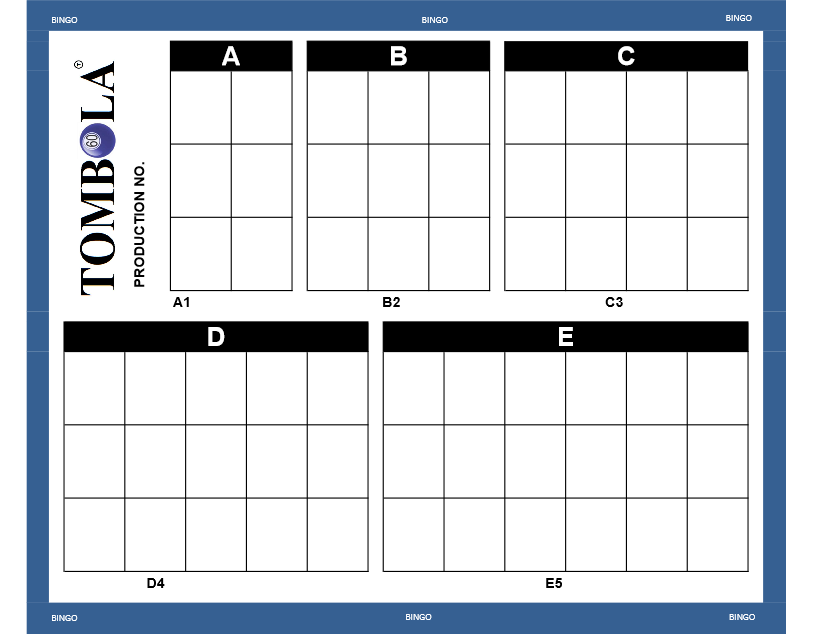 BINGO BINGO BINGO
TOMBOLA
60
PRODUCTION NO.
A
B
C
A1
B2
C3
D
E
D4
E5
BINGO BINGO BINGO